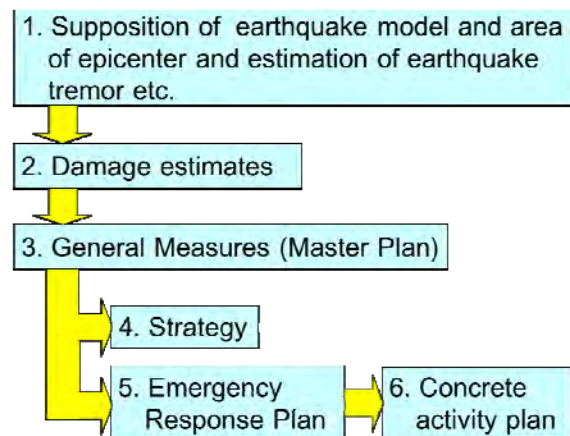 1. Supposition of earthquake model and area
of epicenter and estimation of earthquake
tremor etc.
2. Damage estimates
3. General Measures (Master Plan)
4. Strategy
5. Emergency
Response Plan
6. Concrete
activity plan